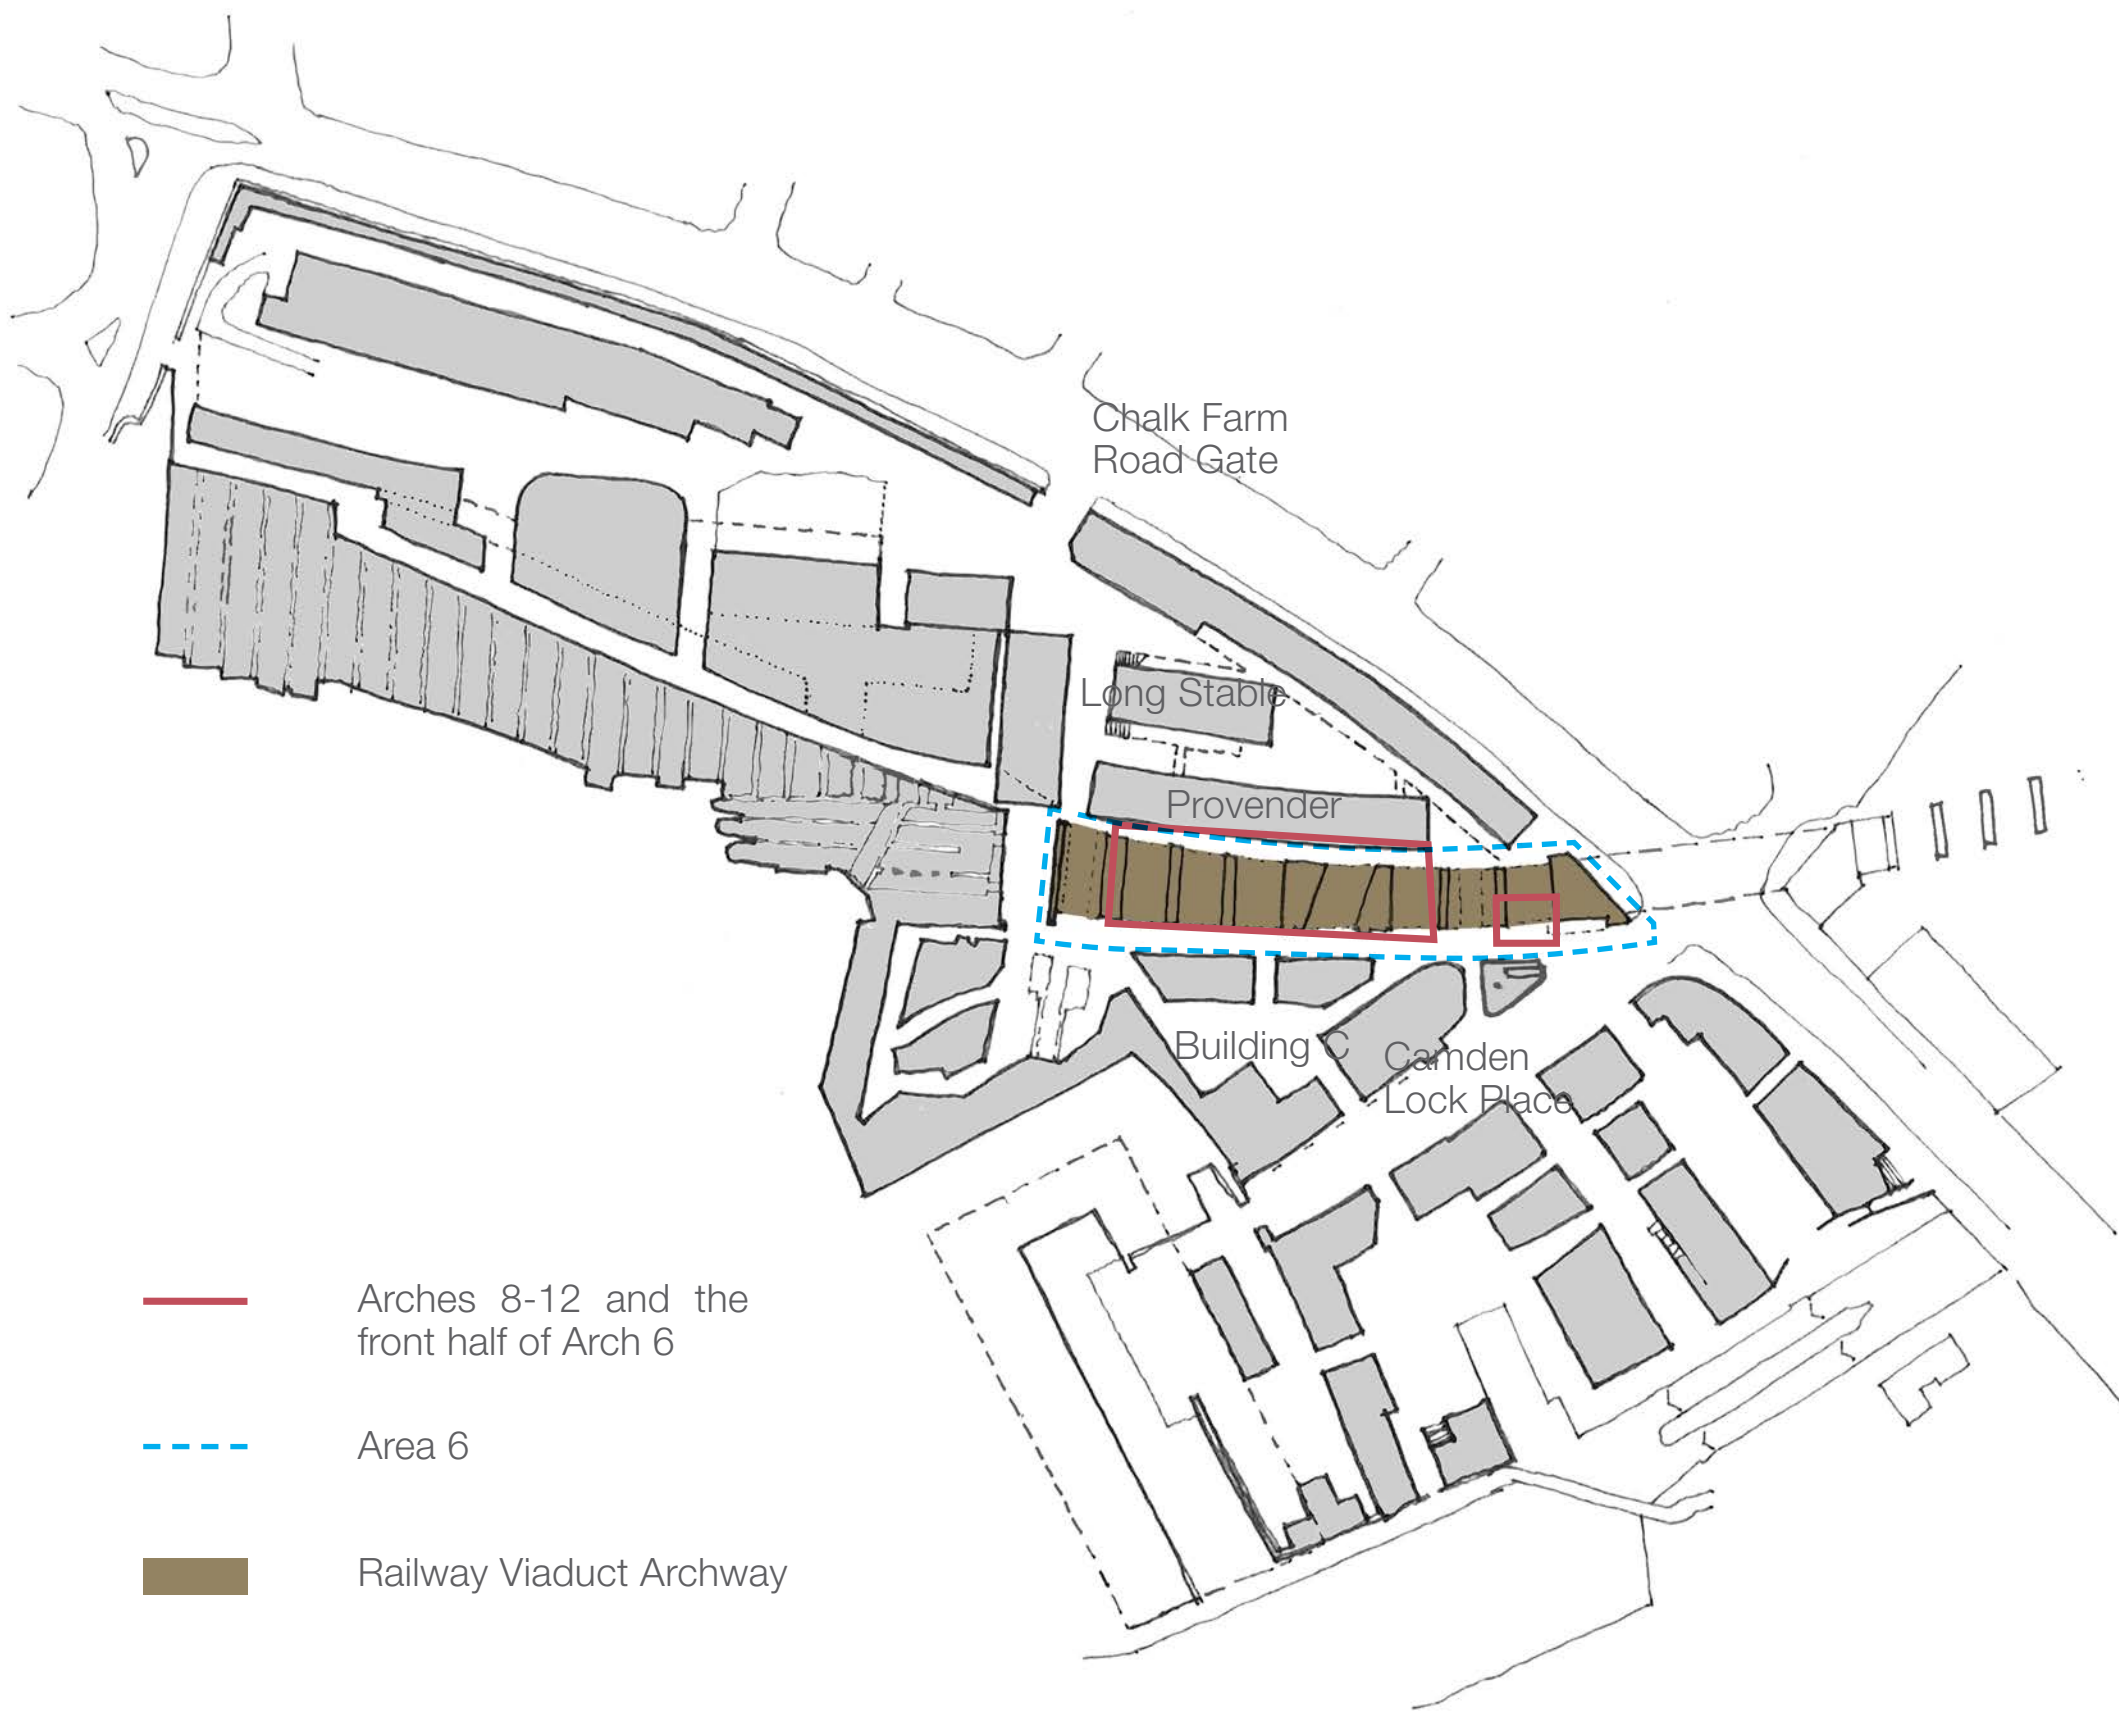 Chalk Farm
Road Gate
Long Stable
Provender
Building C
Camden
Lock Place
Arches 8-12 and the
front half of Arch 6
Area 6
Railway Viaduct Archway